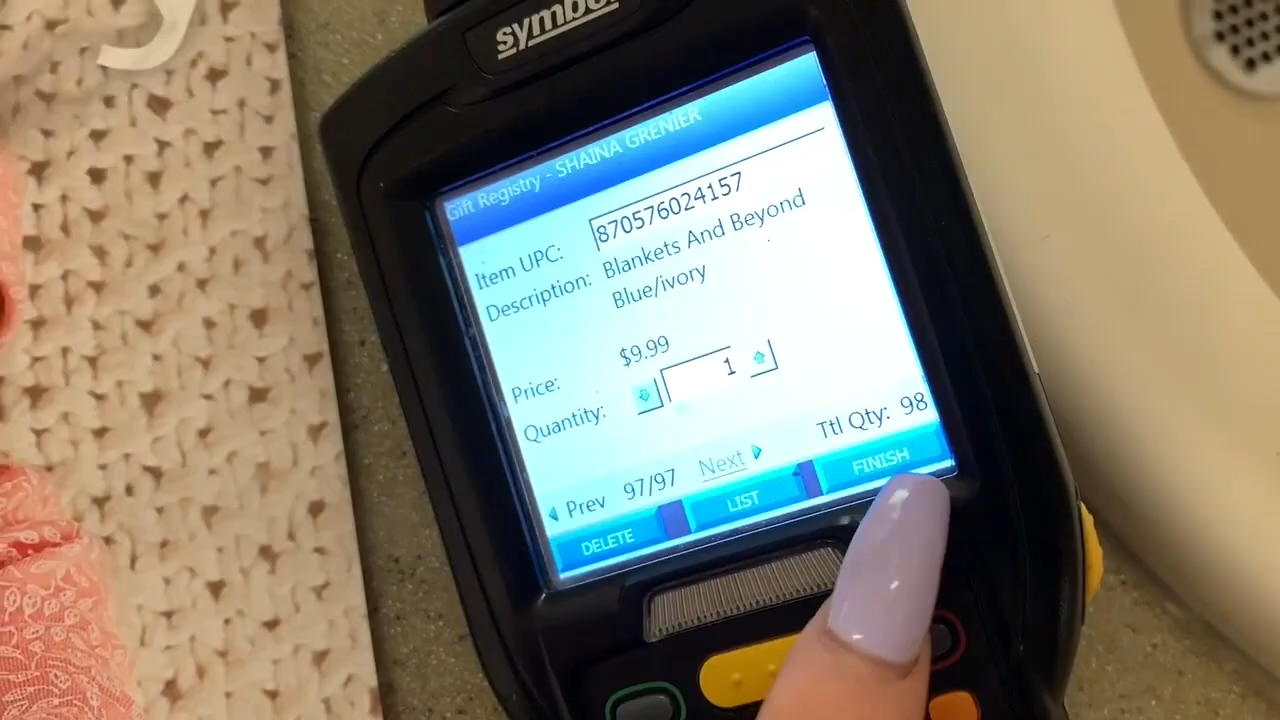 symbol
Gift Registry - SHAINA GRENIER
Item UPC: 870576024157
Description: Blankets And Beyond
Blue/ivory
Price: $9.99
Quantity: 1
Ttl Qty: 98
Prev 97/97 Next
DELETE LIST FINISH